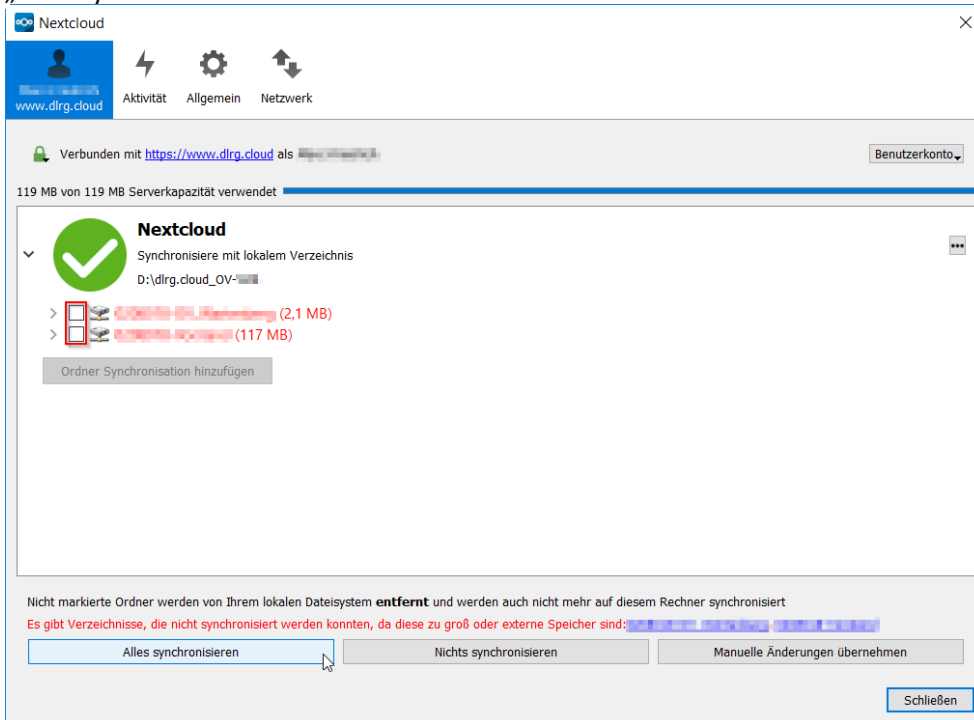 Nextcloud
www.dlrg.cloud
Aktivität
Allgemein
Netzwerk
Verbunden mit https://www.dlrg.cloud als
Benutzerkonto
119 MB von 119 MB Serverkapazität verwendet
Nextcloud
Synchronisiere mit lokalem Verzeichnis
D:\dlrg.cloud_OV-
(2,1 MB)
(117 MB)
Ordner Synchronisation hinzufügen
Nicht markierte Ordner werden von Ihrem lokalen Dateisystem entfernt und werden auch nicht mehr auf diesem Rechner synchronisiert
Es gibt Verzeichnisse, die nicht synchronisiert werden konnten, da diese zu groß oder externe Speicher sind:
Alles synchronisieren
Nichts synchronisieren
Manuelle Änderungen übernehmen
Schließen